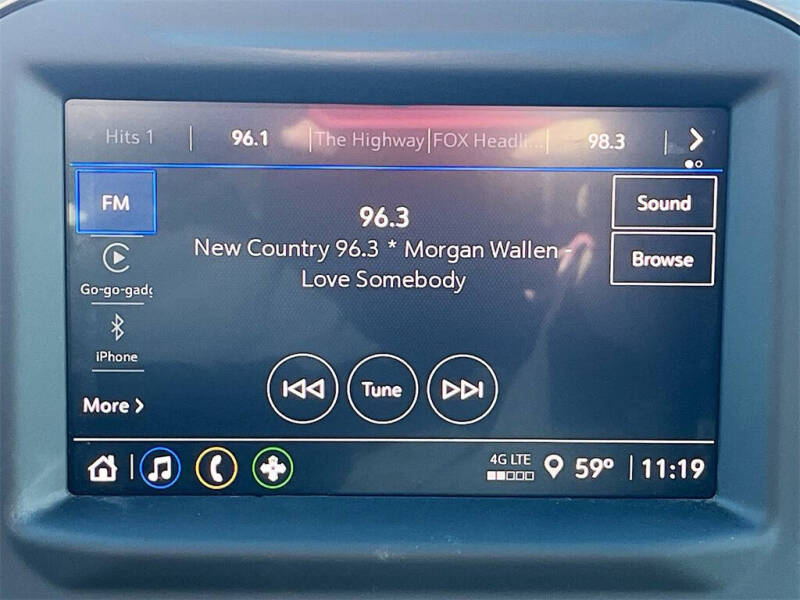 Hits 1 96.1 The Highway FOX Headli... 98.3
FM
96.3
Sound
New Country 96.3 * Morgan Wallen -
Love Somebody
Browse
Go-go-gadg
iPhone
More
Tune
4G LTE
59° 11:19